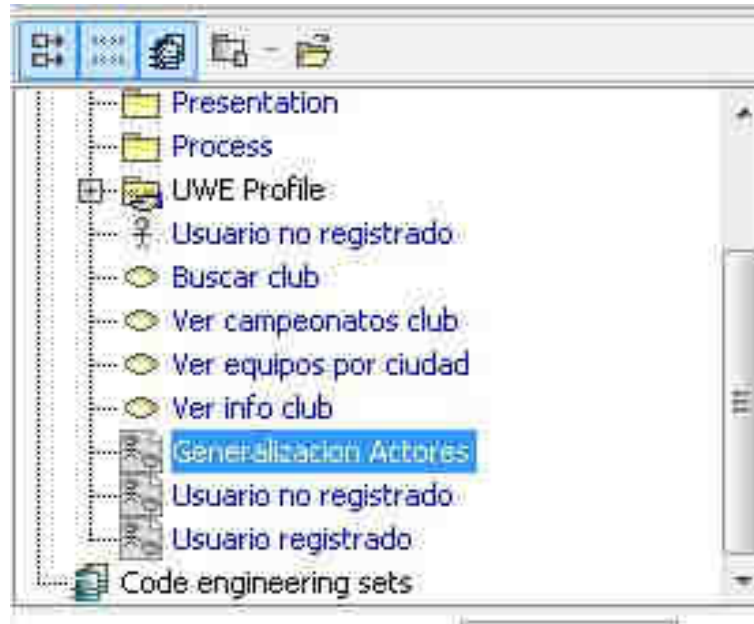 Presentation
Process
UWE Profile
Usuario no registrado
Buscar club
Ver campeonatos club
Ver equipos por ciudad
Ver info club
Generalizacion Actores
Usuario no registrado
Usuario registrado
Code engineering sets